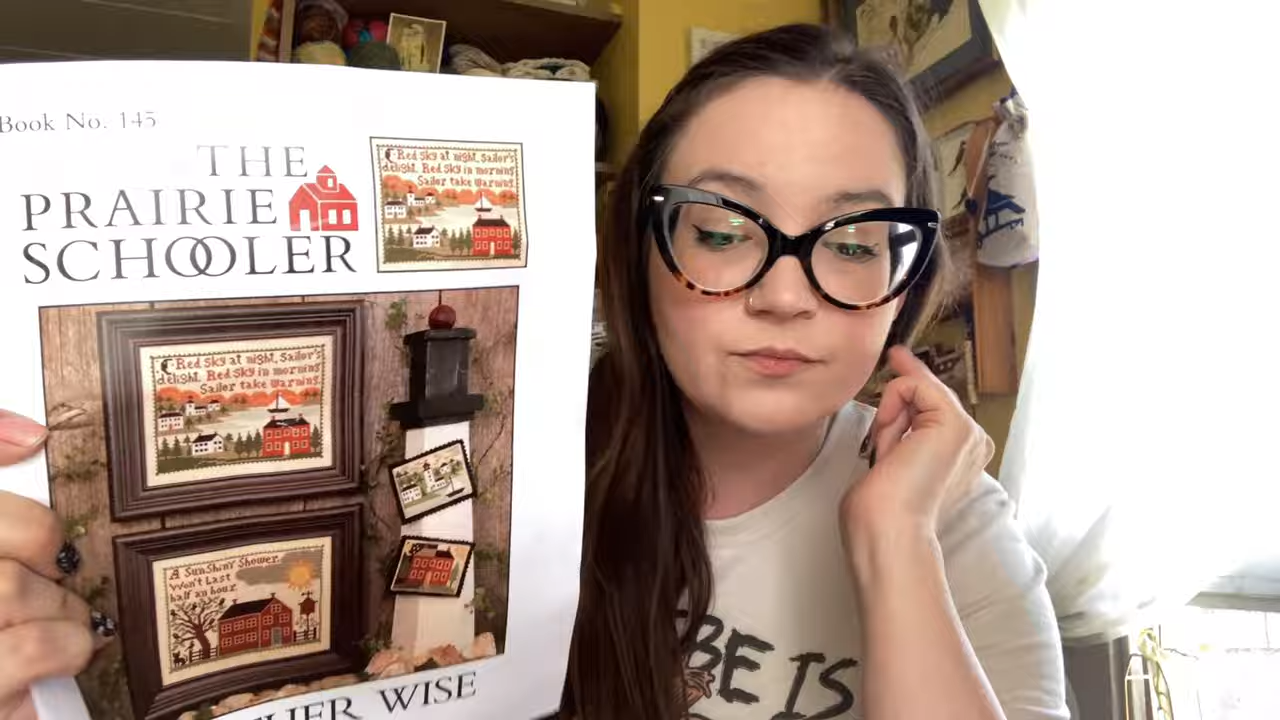 Book No. 145
THE
PRAIRIE
SCHOOLER
Red Sky at night, Sailor's
delight. Red Sky in morning
Sailor take warning.
Red Sky at night, Sailor's
delight. Red Sky in morning
Sailor take warning.
A Sunshiny Shower
Won't Last
half an hour
WISE
BE IS